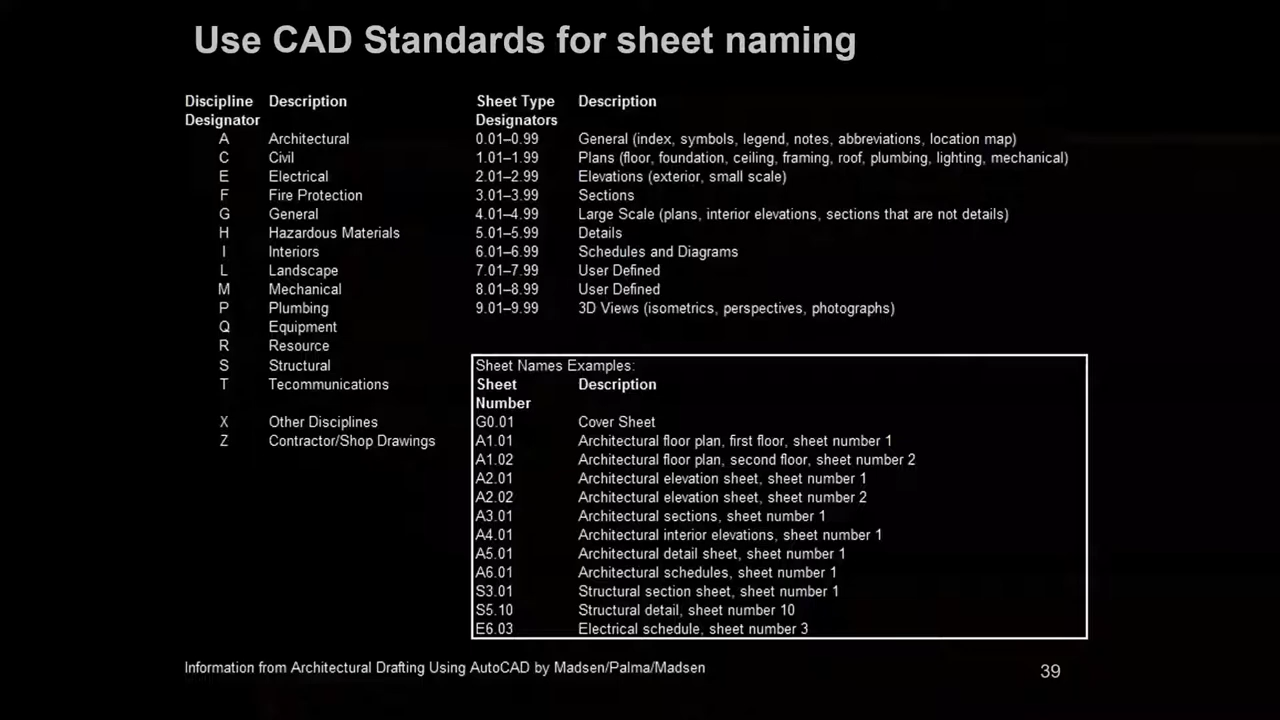 Use CAD Standards for sheet naming
Discipline Designator Description
A Architectural
C Civil
E Electrical
F Fire Protection
G General
H Hazardous Materials
I Interiors
L Landscape
M Mechanical
P Plumbing
Q Equipment
R Resource
S Structural
T Tecommunications
X Other Disciplines
Z Contractor/Shop Drawings
Sheet Type Designators Description
0.01–0.99 General (index, symbols, legend, notes, abbreviations, location map)
1.01–1.99 Plans (floor, foundation, ceiling, framing, roof, plumbing, lighting, mechanical)
2.01–2.99 Elevations (exterior, small scale)
3.01–3.99 Sections
4.01–4.99 Large Scale (plans, interior elevations, sections that are not details)
5.01–5.99 Details
6.01–6.99 Schedules and Diagrams
7.01–7.99 User Defined
8.01–8.99 User Defined
9.01–9.99 3D Views (isometrics, perspectives, photographs)
Sheet Names Examples:
Sheet Number Description
G0.01 Cover Sheet
A1.01 Architectural floor plan, first floor, sheet number 1
A1.02 Architectural floor plan, second floor, sheet number 2
A2.01 Architectural elevation sheet, sheet number 1
A2.02 Architectural elevation sheet, sheet number 2
A3.01 Architectural sections, sheet number 1
A4.01 Architectural interior elevations, sheet number 1
A5.01 Architectural detail sheet, sheet number 1
A6.01 Architectural schedules, sheet number 1
S3.01 Structural section sheet, sheet number 1
S5.10 Structural detail, sheet number 10
E6.03 Electrical schedule, sheet number 3
Information from Architectural Drafting Using AutoCAD by Madsen/Palma/Madsen
39